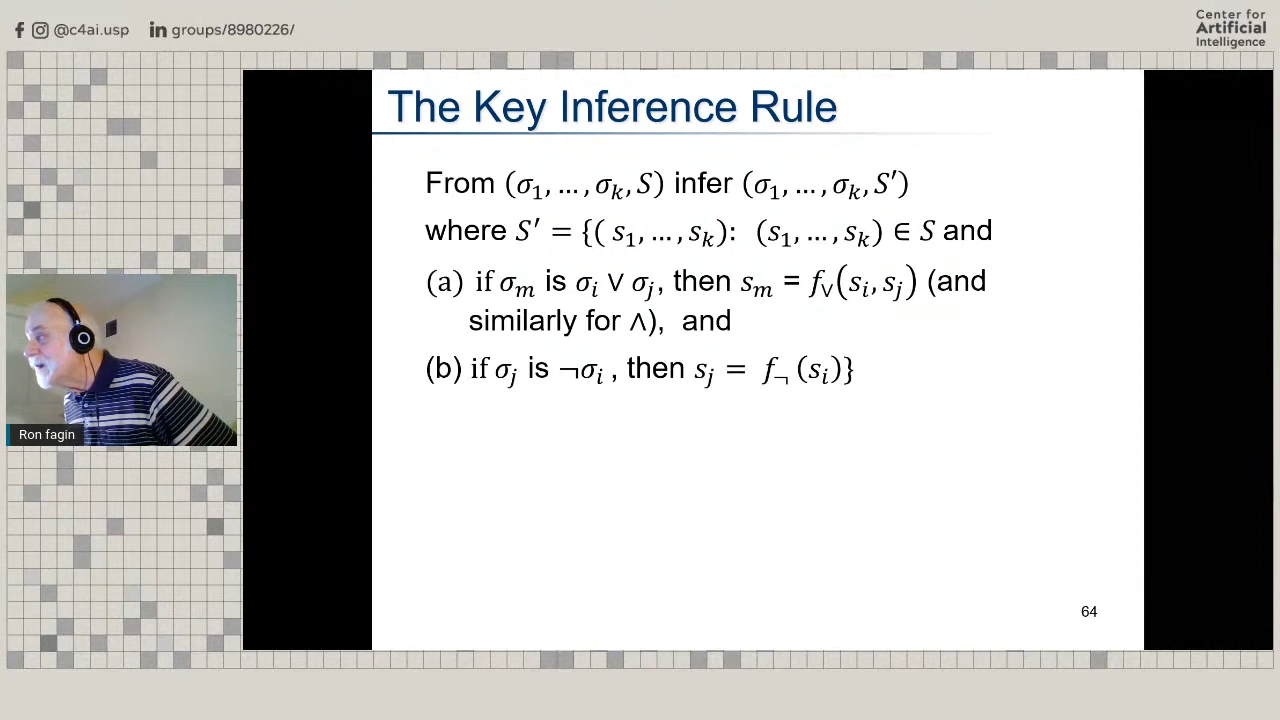 @c4ai.usp in groups/8980226/
Center for
Artificial
Intelligence
The Key Inference Rule
From (σ₁, … , σₖ, S) infer (σ₁, … , σₖ, S′)
where S′ = {( s₁, … , sₖ): (s₁, … , sₖ) ∈ S and
(a) if σₘ is σᵢ ∨ σⱼ, then sₘ = f∨(sᵢ, sⱼ) (and
similarly for ∧), and
(b) if σⱼ is ¬σᵢ , then sⱼ = f¬ (sᵢ)}
Ron fagin
64